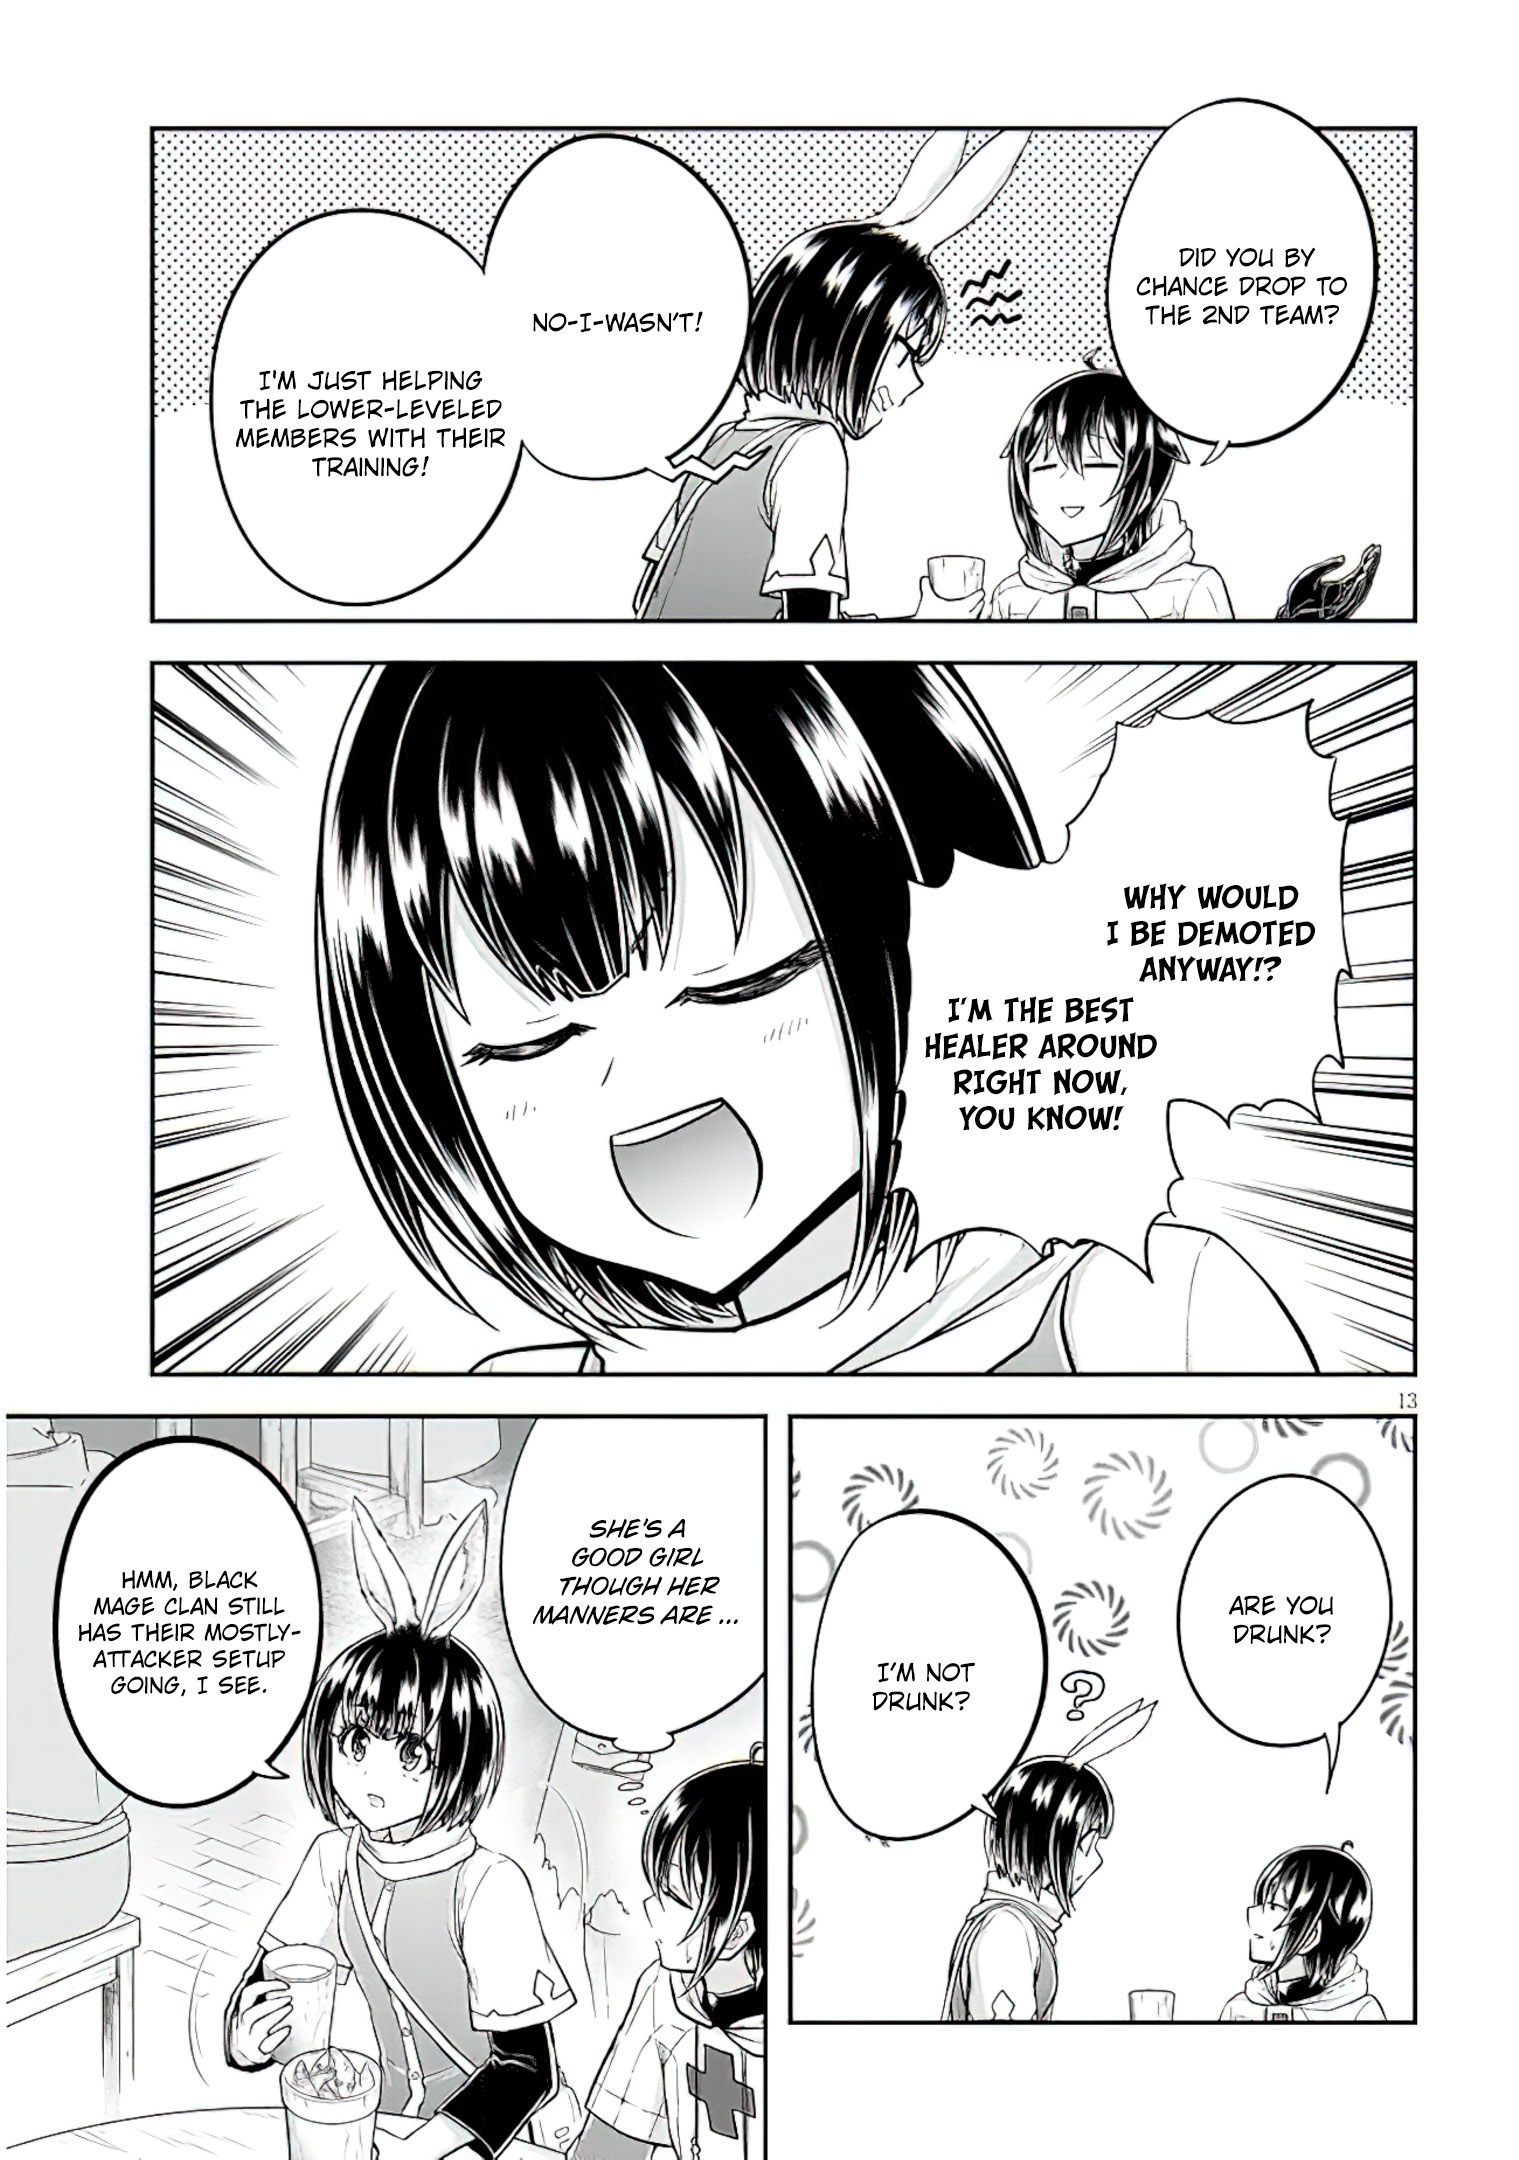 DID YOU BY
CHANCE DROP TO
THE 2ND TEAM?
NO-I-WASN'T!
I'M JUST HELPING
THE LOWER-LEVELED
MEMBERS WITH THEIR
TRAINING!
WHY WOULD
I BE DEMOTED
ANYWAY!?
I'M THE BEST
HEALER AROUND
RIGHT NOW,
YOU KNOW!
13
ARE YOU
DRUNK?
I'M NOT
DRUNK?
?
SHE'S A
GOOD GIRL
THOUGH HER
MANNERS ARE ...
HMM, BLACK
MAGE CLAN STILL
HAS THEIR MOSTLY-
ATTACKER SETUP
GOING, I SEE.